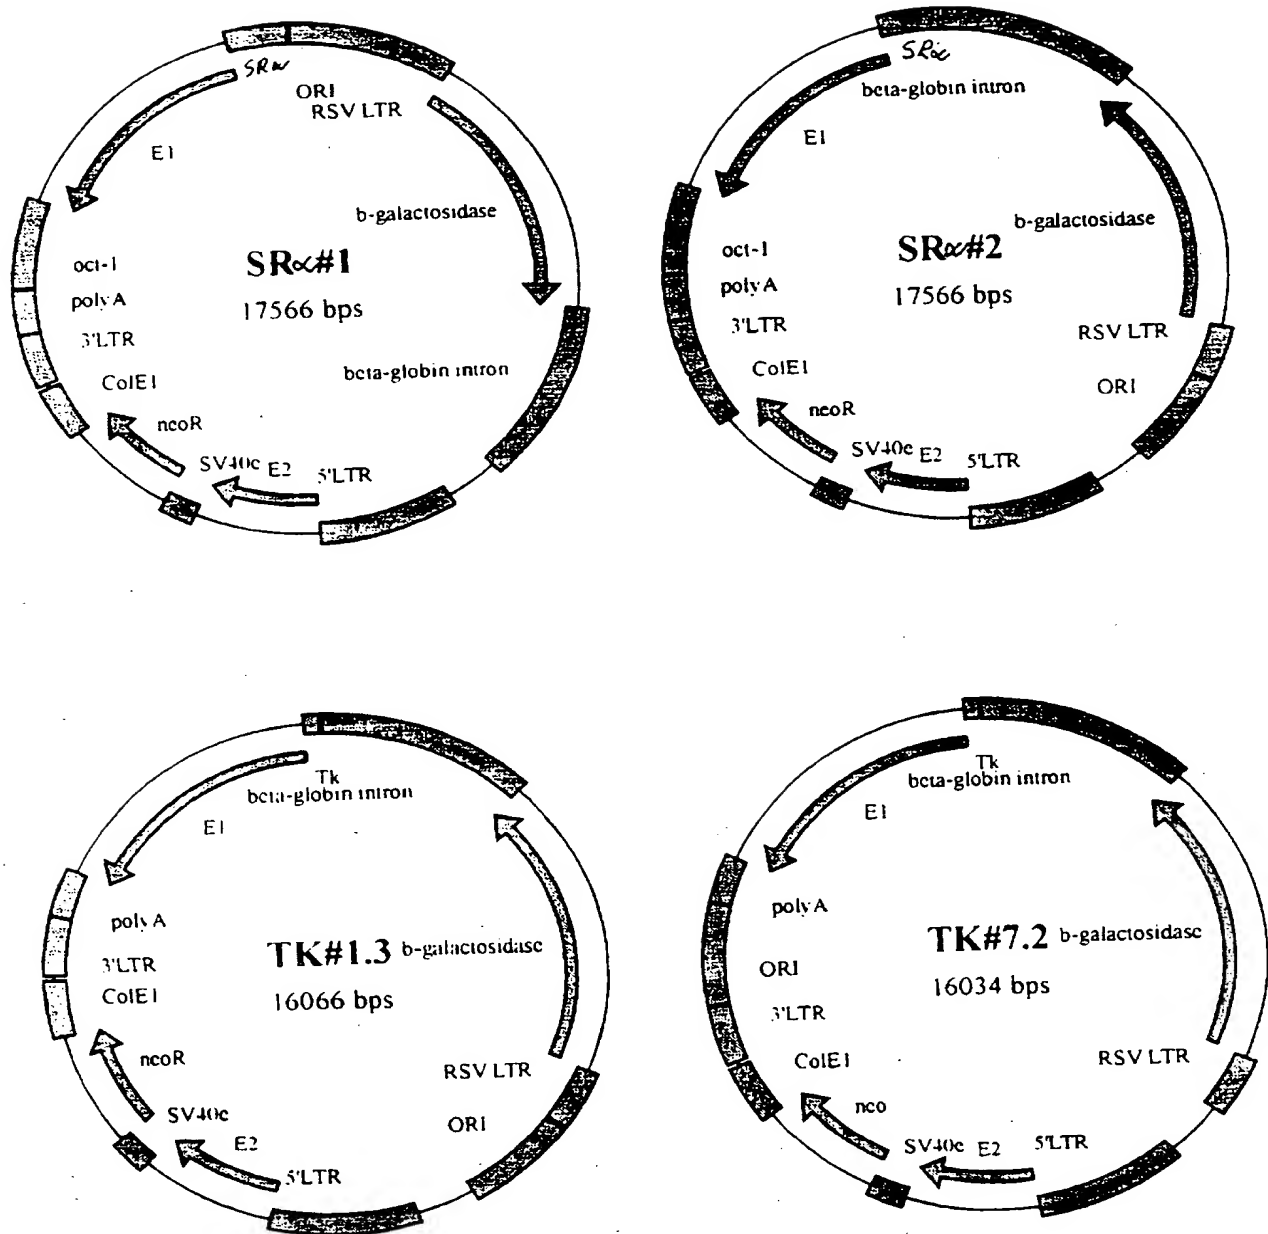 SRα
ORI
RSV LTR
E1
b-galactosidase
oct-1
SRα#1
polyA
17566 bps
3'LTR
beta-globin intron
ColE1
neoR
SV40e E2 5'LTR
SRα
beta-globin intron
E1
b-galactosidase
oct-1
SRα#2
polyA
17566 bps
3'LTR
RSV LTR
ColE1
ORI
neoR
SV40e E2 5'LTR
Tk
beta-globin intron
E1
polyA
TK#1.3 b-galactosidase
3'LTR
ColE1
16066 bps
neoR
RSV LTR
SV40e
ORI
E2
5'LTR
Tk
beta-globin intron
E1
polyA
TK#7.2 b-galactosidase
ORI
16034 bps
3'LTR
ColE1
RSV LTR
neo
SV40e E2 5'LTR